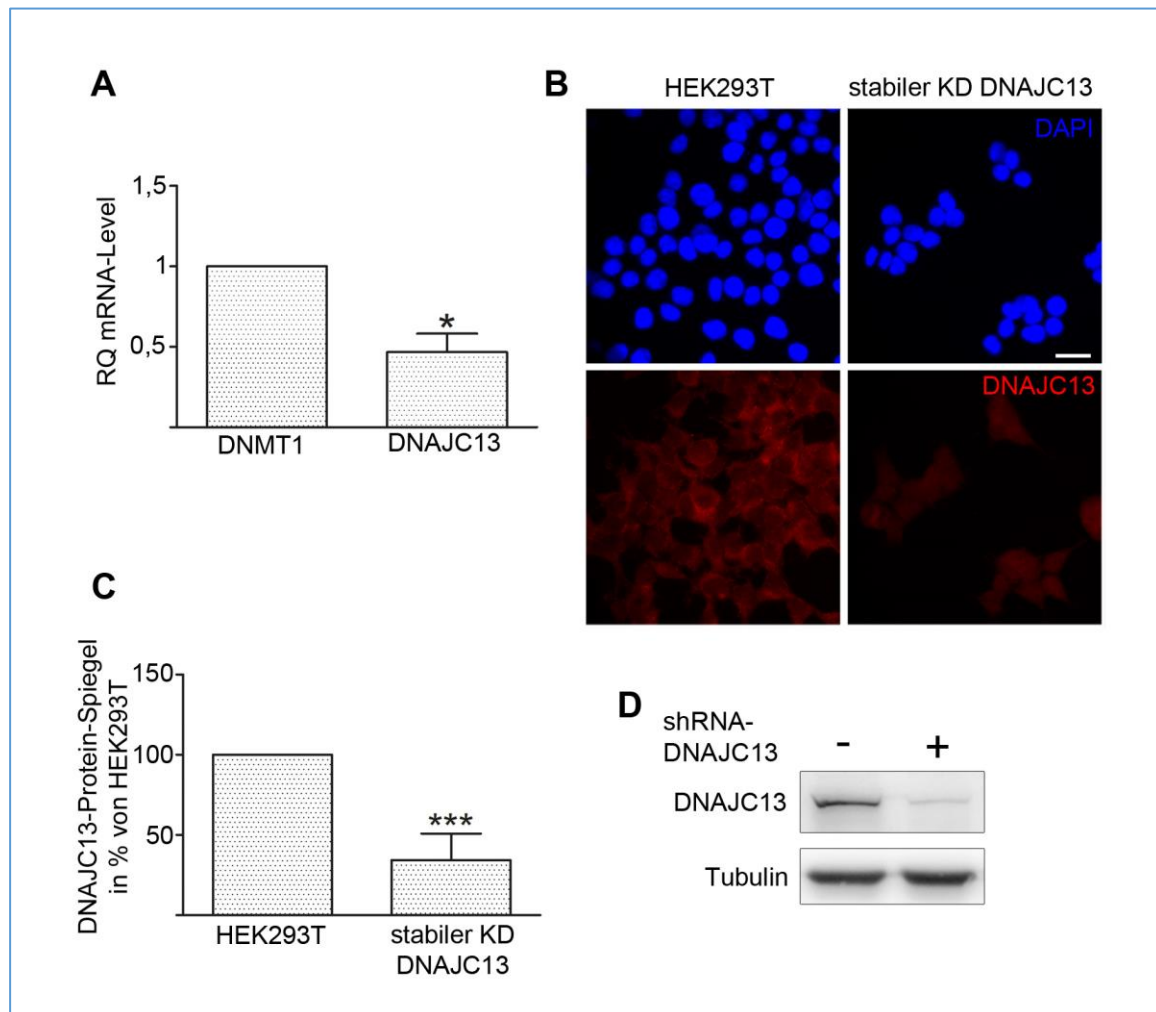 A
RQ mRNA-Level
1,5
1
0,5
*
DNMT1
DNAJC13
B
HEK293T
stabiler KD DNAJC13
DAPI
DNAJC13
C
DNAJC13-Protein-Spiegel
in % von HEK293T
150
100
50
***
HEK293T
stabiler KD
DNAJC13
D
shRNA-
DNAJC13
- +
DNAJC13
Tubulin